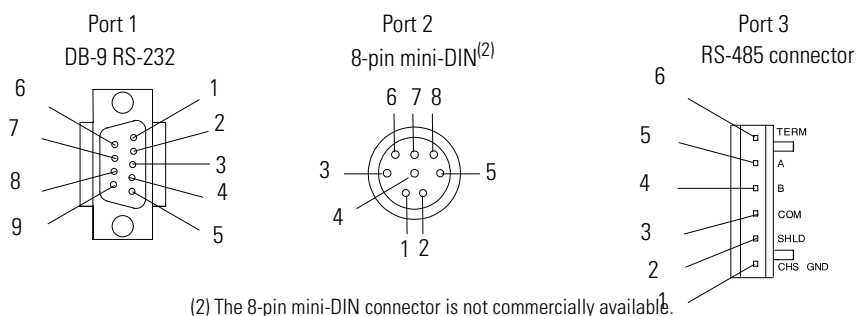 Port 1
DB-9 RS-232
6
7
8
9
1
2
3
4
5
Port 2
8-pin mini-DIN(2)
6 7 8
3
5
4
1 2
Port 3
RS-485 connector
6
5
4
3
2
1
TERM
A
B
COM
SHLD
CHS GND
(2) The 8-pin mini-DIN connector is not commercially available.